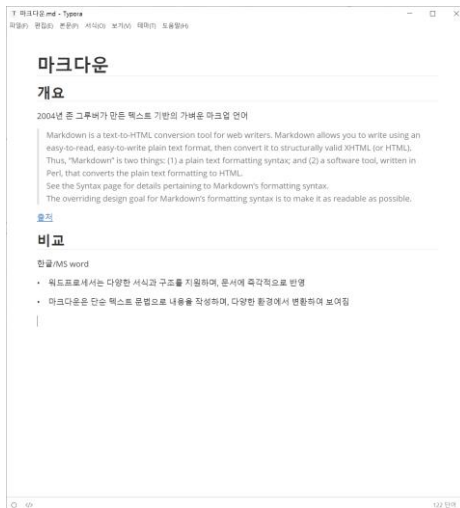 T 마크다운.md - Typora
파일(F) 편집(E) 본문(P) 서식(O) 보기(V) 테마(T) 도움말(H)
마크다운
개요
2004년 존 그루버가 만든 텍스트 기반의 가벼운 마크업 언어
Markdown is a text-to-HTML conversion tool for web writers. Markdown allows you to write using an
easy-to-read, easy-to-write plain text format, then convert it to structurally valid XHTML (or HTML).
Thus, “Markdown” is two things: (1) a plain text formatting syntax; and (2) a software tool, written in
Perl, that converts the plain text formatting to HTML.
See the Syntax page for details pertaining to Markdown’s formatting syntax.
The overriding design goal for Markdown’s formatting syntax is to make it as readable as possible.
출처
비교
한글/MS word
• 워드프로세서는 다양한 서식과 구조를 지원하며, 문서에 즉각적으로 반영
• 마크다운은 단순 텍스트 문법으로 내용을 작성하며, 다양한 환경에서 변환하여 보여짐
</> 122 단어